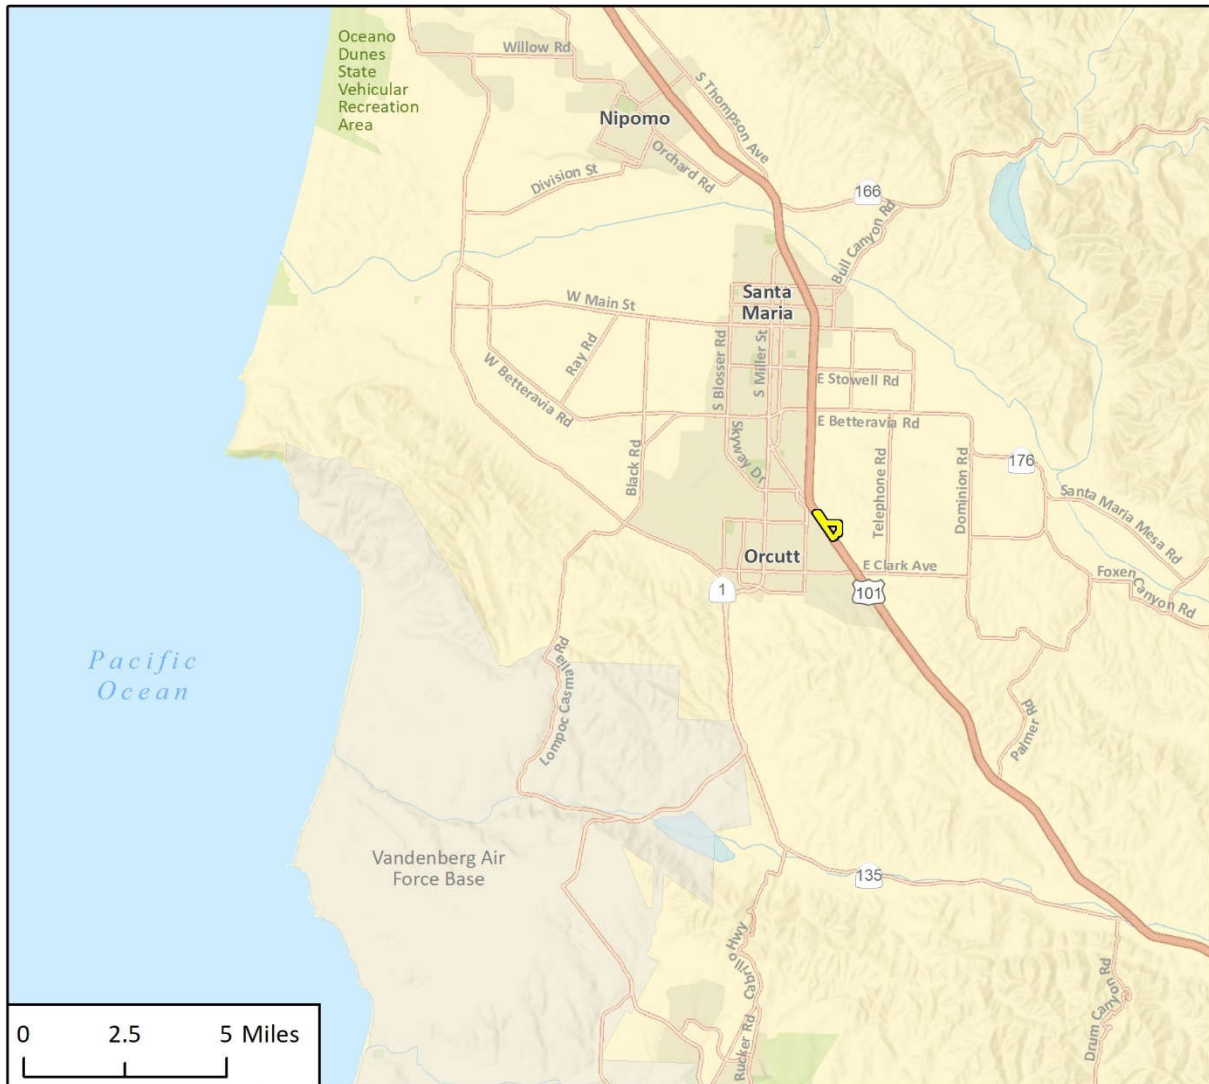 Oceano
Dunes
State
Vehicular
Recreation
Area
Willow Rd
S Thompson Ave
Nipomo
Orchard Rd
Division St
166
Bull Canyon Rd
Santa
Maria
W Main St
Ray Rd
S Blosser Rd
S Miller St
E Stowell Rd
W Betteravia Rd
E Betteravia Rd
Black Rd
Skyway Dr
Telephone Rd
Dominion Rd
176
Santa Maria Mesa Rd
Orcutt
E Clark Ave
Foxen Canyon Rd
1
101
Pacific
Ocean
Lompoc Casmalia Rd
Palmer Rd
Vandenberg Air
Force Base
135
Cabrillo Hwy
Rucker Rd
Drum Canyon Rd
0 2.5 5 Miles